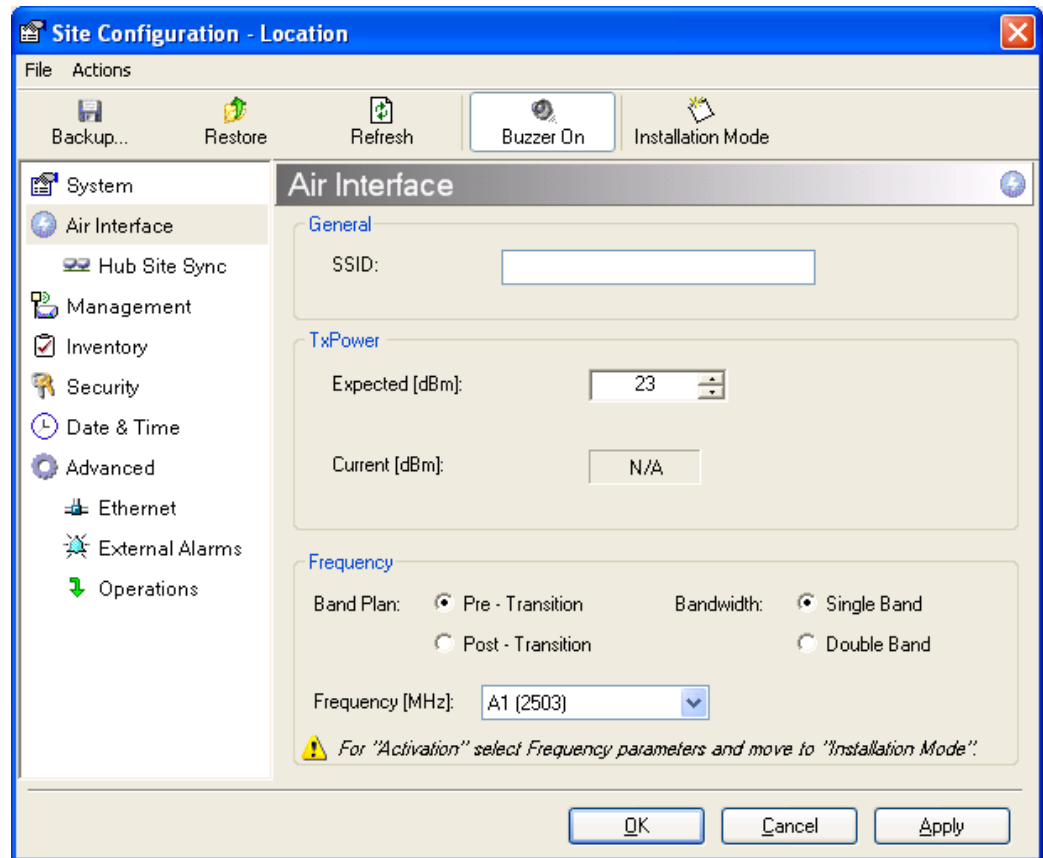 Site Configuration - Location
File Actions
Backup... Restore Refresh Buzzer On Installation Mode
System
Air Interface
Hub Site Sync
Management
Inventory
Security
Date & Time
Advanced
Ethernet
External Alarms
Operations
Air Interface
General
SSID:
TxPower
Expected [dBm]: 23
Current [dBm]: N/A
Frequency
Band Plan: Pre - Transition Bandwidth: Single Band
Post - Transition Double Band
Frequency [MHz]: A1 (2503)
For "Activation" select Frequency parameters and move to "Installation Mode".
OK Cancel Apply